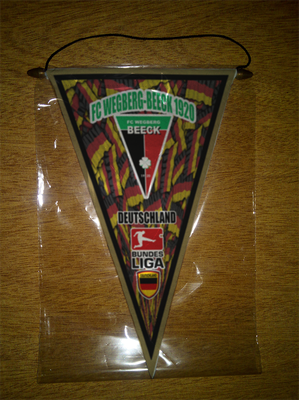 FC WEGBERG-BEECK 1920
FC WEGBERG
BEECK
DEUTSCHLAND
BUNDES
LIGA